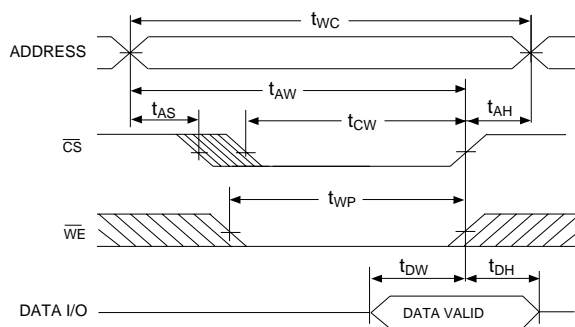 tWC
ADDRESS
tAW
tAS
tCW
tAH
CS
tWP
WE
tDW
tDH
DATA I/O
DATA VALID